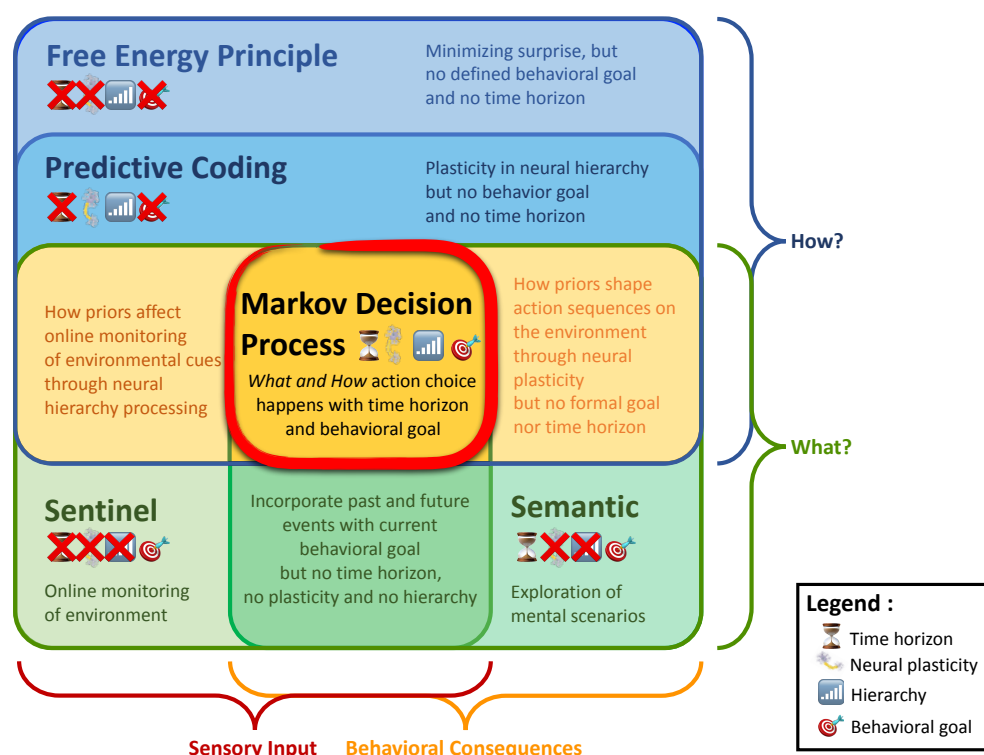 Free Energy Principle
Minimizing surprise, but
no defined behavioral goal
and no time horizon
Predictive Coding
Plasticity in neural hierarchy
but no behavior goal
and no time horizon
How?
How priors affect
online monitoring
of environmental cues
through neural
hierarchy processing
Markov Decision
Process
What and How action choice
happens with time horizon
and behavioral goal
How priors shape
action sequences on
the environment
through neural
plasticity
but no formal goal
nor time horizon
What?
Sentinel
Online monitoring
of environment
Incorporate past and future
events with current
behavioral goal
but no time horizon,
no plasticity and no hierarchy
Semantic
Exploration of
mental scenarios
Legend :
Time horizon
Neural plasticity
Hierarchy
Behavioral goal
Sensory Input
Behavioral Consequences